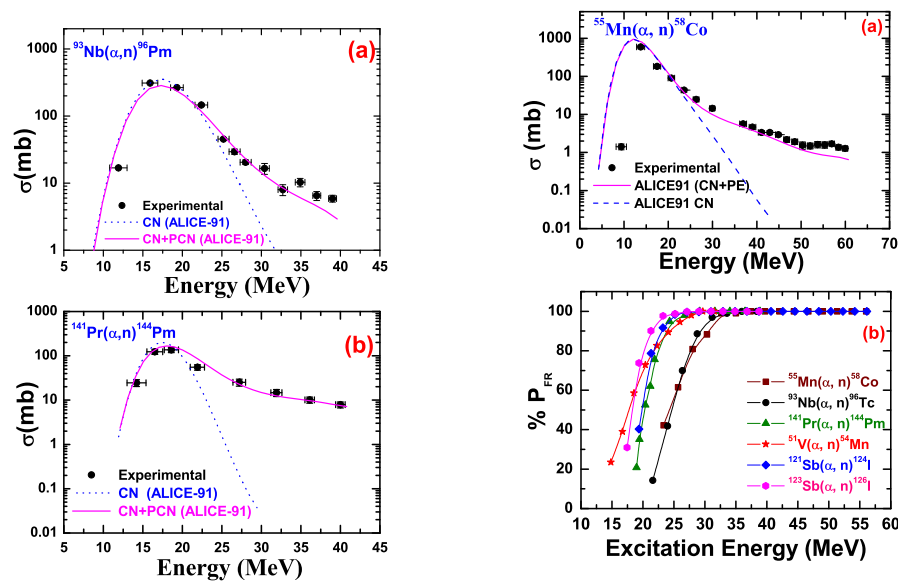 (a)
⁹³Nb(α,n)⁹⁶Pm
1000
100
10
1
σ(mb)
Experimental
CN (ALICE-91)
CN+PCN (ALICE-91)
5 10 15 20 25 30 35 40 45
Energy (MeV)
(b)
¹⁴¹Pr(α,n)¹⁴⁴Pm
1000
100
10
1
0.1
0.01
σ(mb)
Experimental
CN (ALICE-91)
CN+PCN (ALICE-91)
5 10 15 20 25 30 35 40 45
Energy (MeV)
⁵⁵Mn(α, n)⁵⁸Co
(a)
1000
100
10
1
0.1
0.01
σ (mb)
Experimental
ALICE91 (CN+PE)
ALICE91 CN
0 10 20 30 40 50 60 70
Energy (MeV)
(b)
100
80
60
40
20
0
% P_FR
⁵⁵Mn(α, n)⁵⁸Co
⁹³Nb(α, n)⁹⁶Tc
¹⁴¹Pr(α, n)¹⁴⁴Pm
⁵¹V(α, n)⁵⁴Mn
¹²¹Sb(α, n)¹²⁴I
¹²³Sb(α, n)¹²⁶I
10 15 20 25 30 35 40 45 50 55 60
Excitation Energy (MeV)